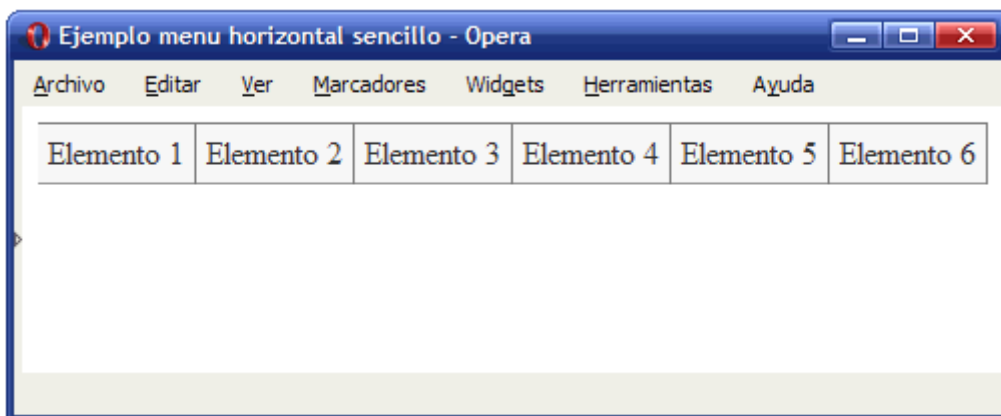 Ejemplo menu horizontal sencillo - Opera
Archivo Editar Ver Marcadores Widgets Herramientas Ayuda
Elemento 1 Elemento 2 Elemento 3 Elemento 4 Elemento 5 Elemento 6